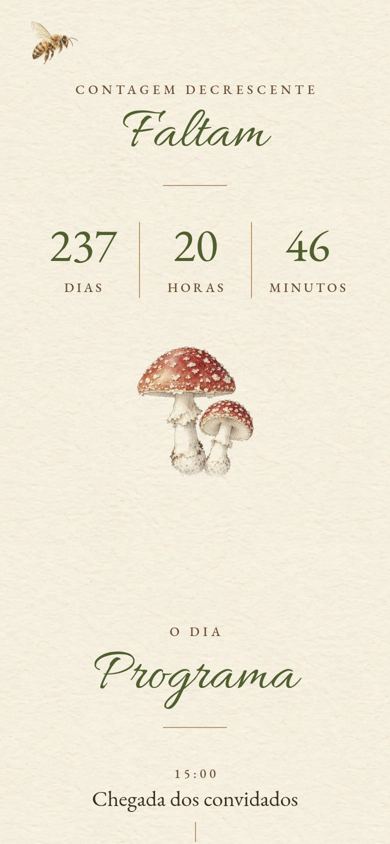 CONTAGEM DECRESCENTE
Faltam
237 20 46
DIAS HORAS MINUTOS
O DIA
Programa
15:00
Chegada dos convidados